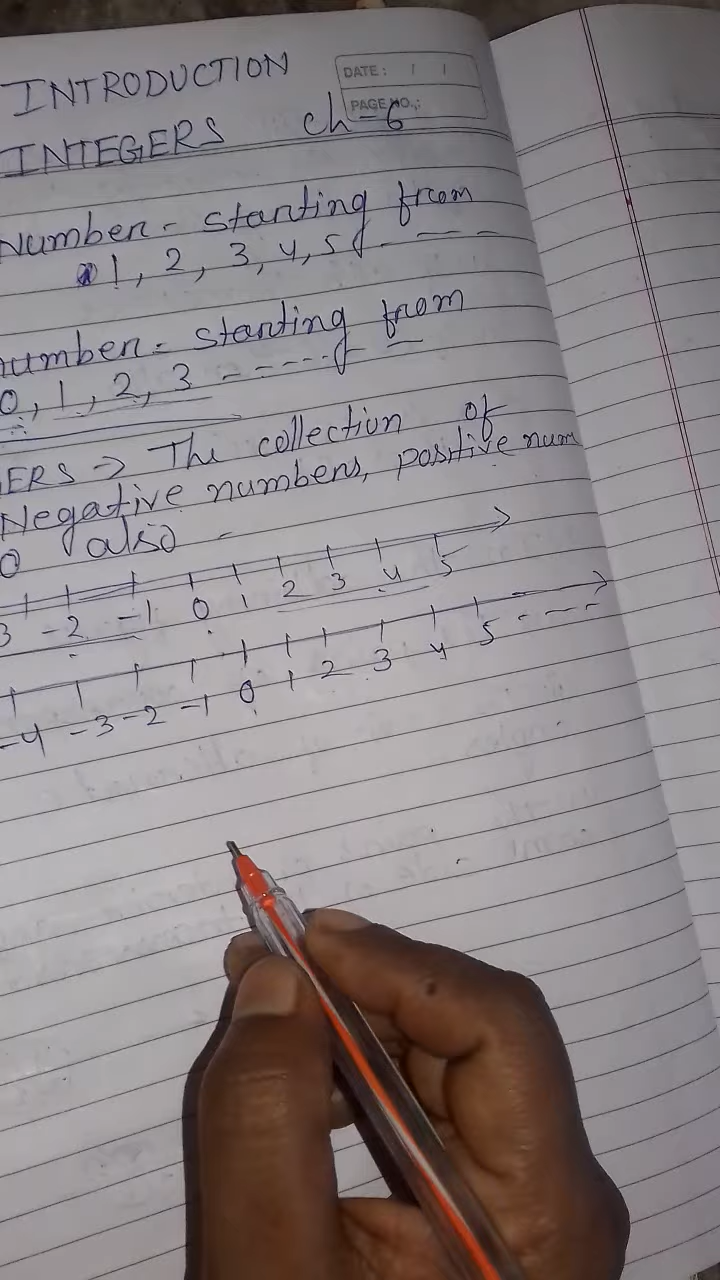 INTRODUCTION
DATE: / /
PAGE NO.:
INTEGERS ch-6
Number - starting from
1, 2, 3, 4, 5 - - - -
number - starting from
0, 1, 2, 3 - - - - -
ERS → The collection of
Negative numbers, positive num
0 also -
3 -2 -1 0 1 2 3 4 5
-4 -3 -2 -1 0 1 2 3 4 5 - - - -